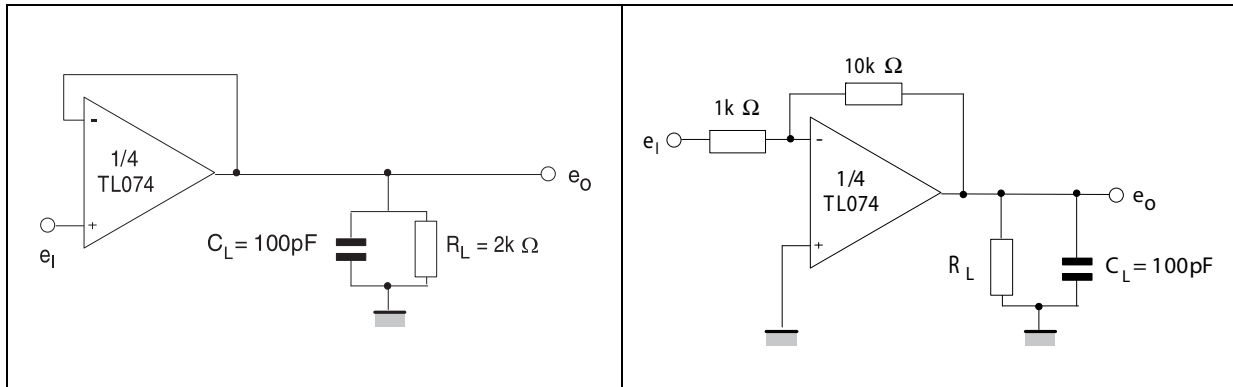 -
1/4
TL074
+
e_I
e_o
C_L = 100pF
R_L = 2k Ω
10k Ω
1k Ω
e_I
-
1/4
TL074
+
e_o
R_L
C_L = 100pF